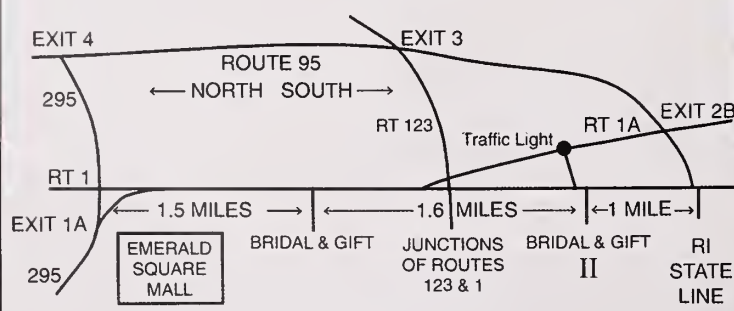 EXIT 4
EXIT 3
ROUTE 95
← NORTH SOUTH →
295
RT 123
Traffic Light
RT 1A
EXIT 2B
RT 1
EXIT 1A
← 1.5 MILES →
← 1.6 MILES →
←1 MILE→
295
EMERALD
SQUARE
MALL
BRIDAL & GIFT
JUNCTIONS
OF ROUTES
123 & 1
BRIDAL & GIFT
II
RI
STATE
LINE